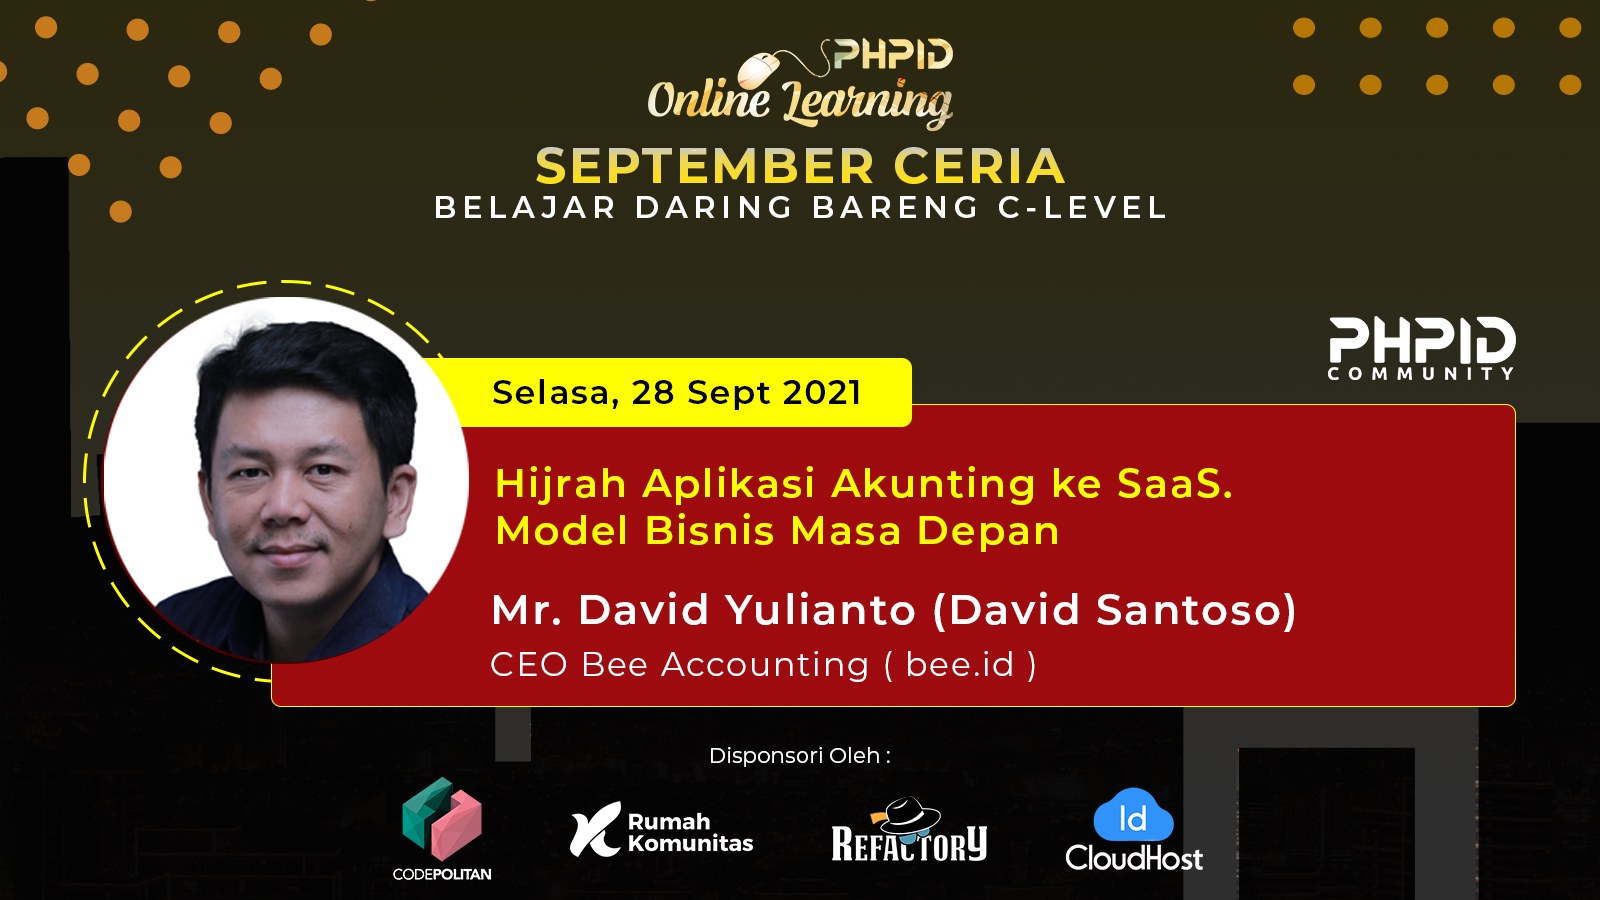 PHPID
Online Learning
SEPTEMBER CERIA
BELAJAR DARING BARENG C-LEVEL
PHPID
COMMUNITY
Selasa, 28 Sept 2021
Hijrah Aplikasi Akunting ke SaaS.
Model Bisnis Masa Depan
Mr. David Yulianto (David Santoso)
CEO Bee Accounting ( bee.id )
Disponsori Oleh :
CODEPOLITAN
Rumah
Komunitas
REFACTORY
Id
CloudHost